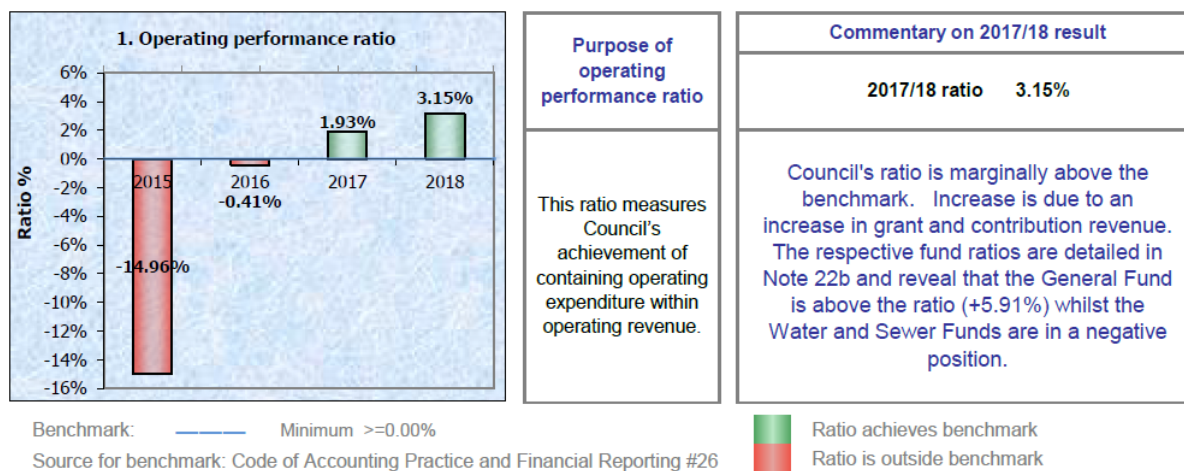 1. Operating performance ratio
6%
4%
2%
0%
-2%
-4%
-6%
-8%
-10%
-12%
-14%
-16%
Ratio %
2015
2016
2017
2018
-14.96%
-0.41%
1.93%
3.15%
Purpose of
operating
performance ratio
This ratio measures
Council's
achievement of
containing operating
expenditure within
operating revenue.
Commentary on 2017/18 result
2017/18 ratio 3.15%
Council's ratio is marginally above the
benchmark. Increase is due to an
increase in grant and contribution revenue.
The respective fund ratios are detailed in
Note 22b and reveal that the General Fund
is above the ratio (+5.91%) whilst the
Water and Sewer Funds are in a negative
position.
Benchmark: Minimum >=0.00%
Source for benchmark: Code of Accounting Practice and Financial Reporting #26
Ratio achieves benchmark
Ratio is outside benchmark